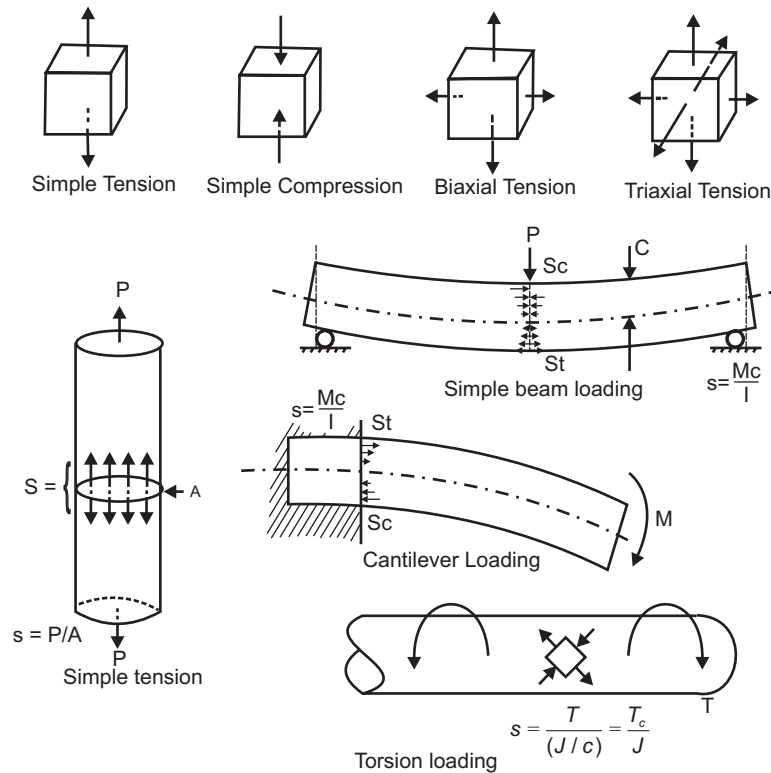 Simple Tension
Simple Compression
Biaxial Tension
Triaxial Tension
P
C
Sc
St
Simple beam loading
s= Mc/I
P
S =
A
s = P/A
P
Simple tension
s= Mc/I
St
Sc
M
Cantilever Loading
T
s = T/(J / c) = T_c/J
Torsion loading